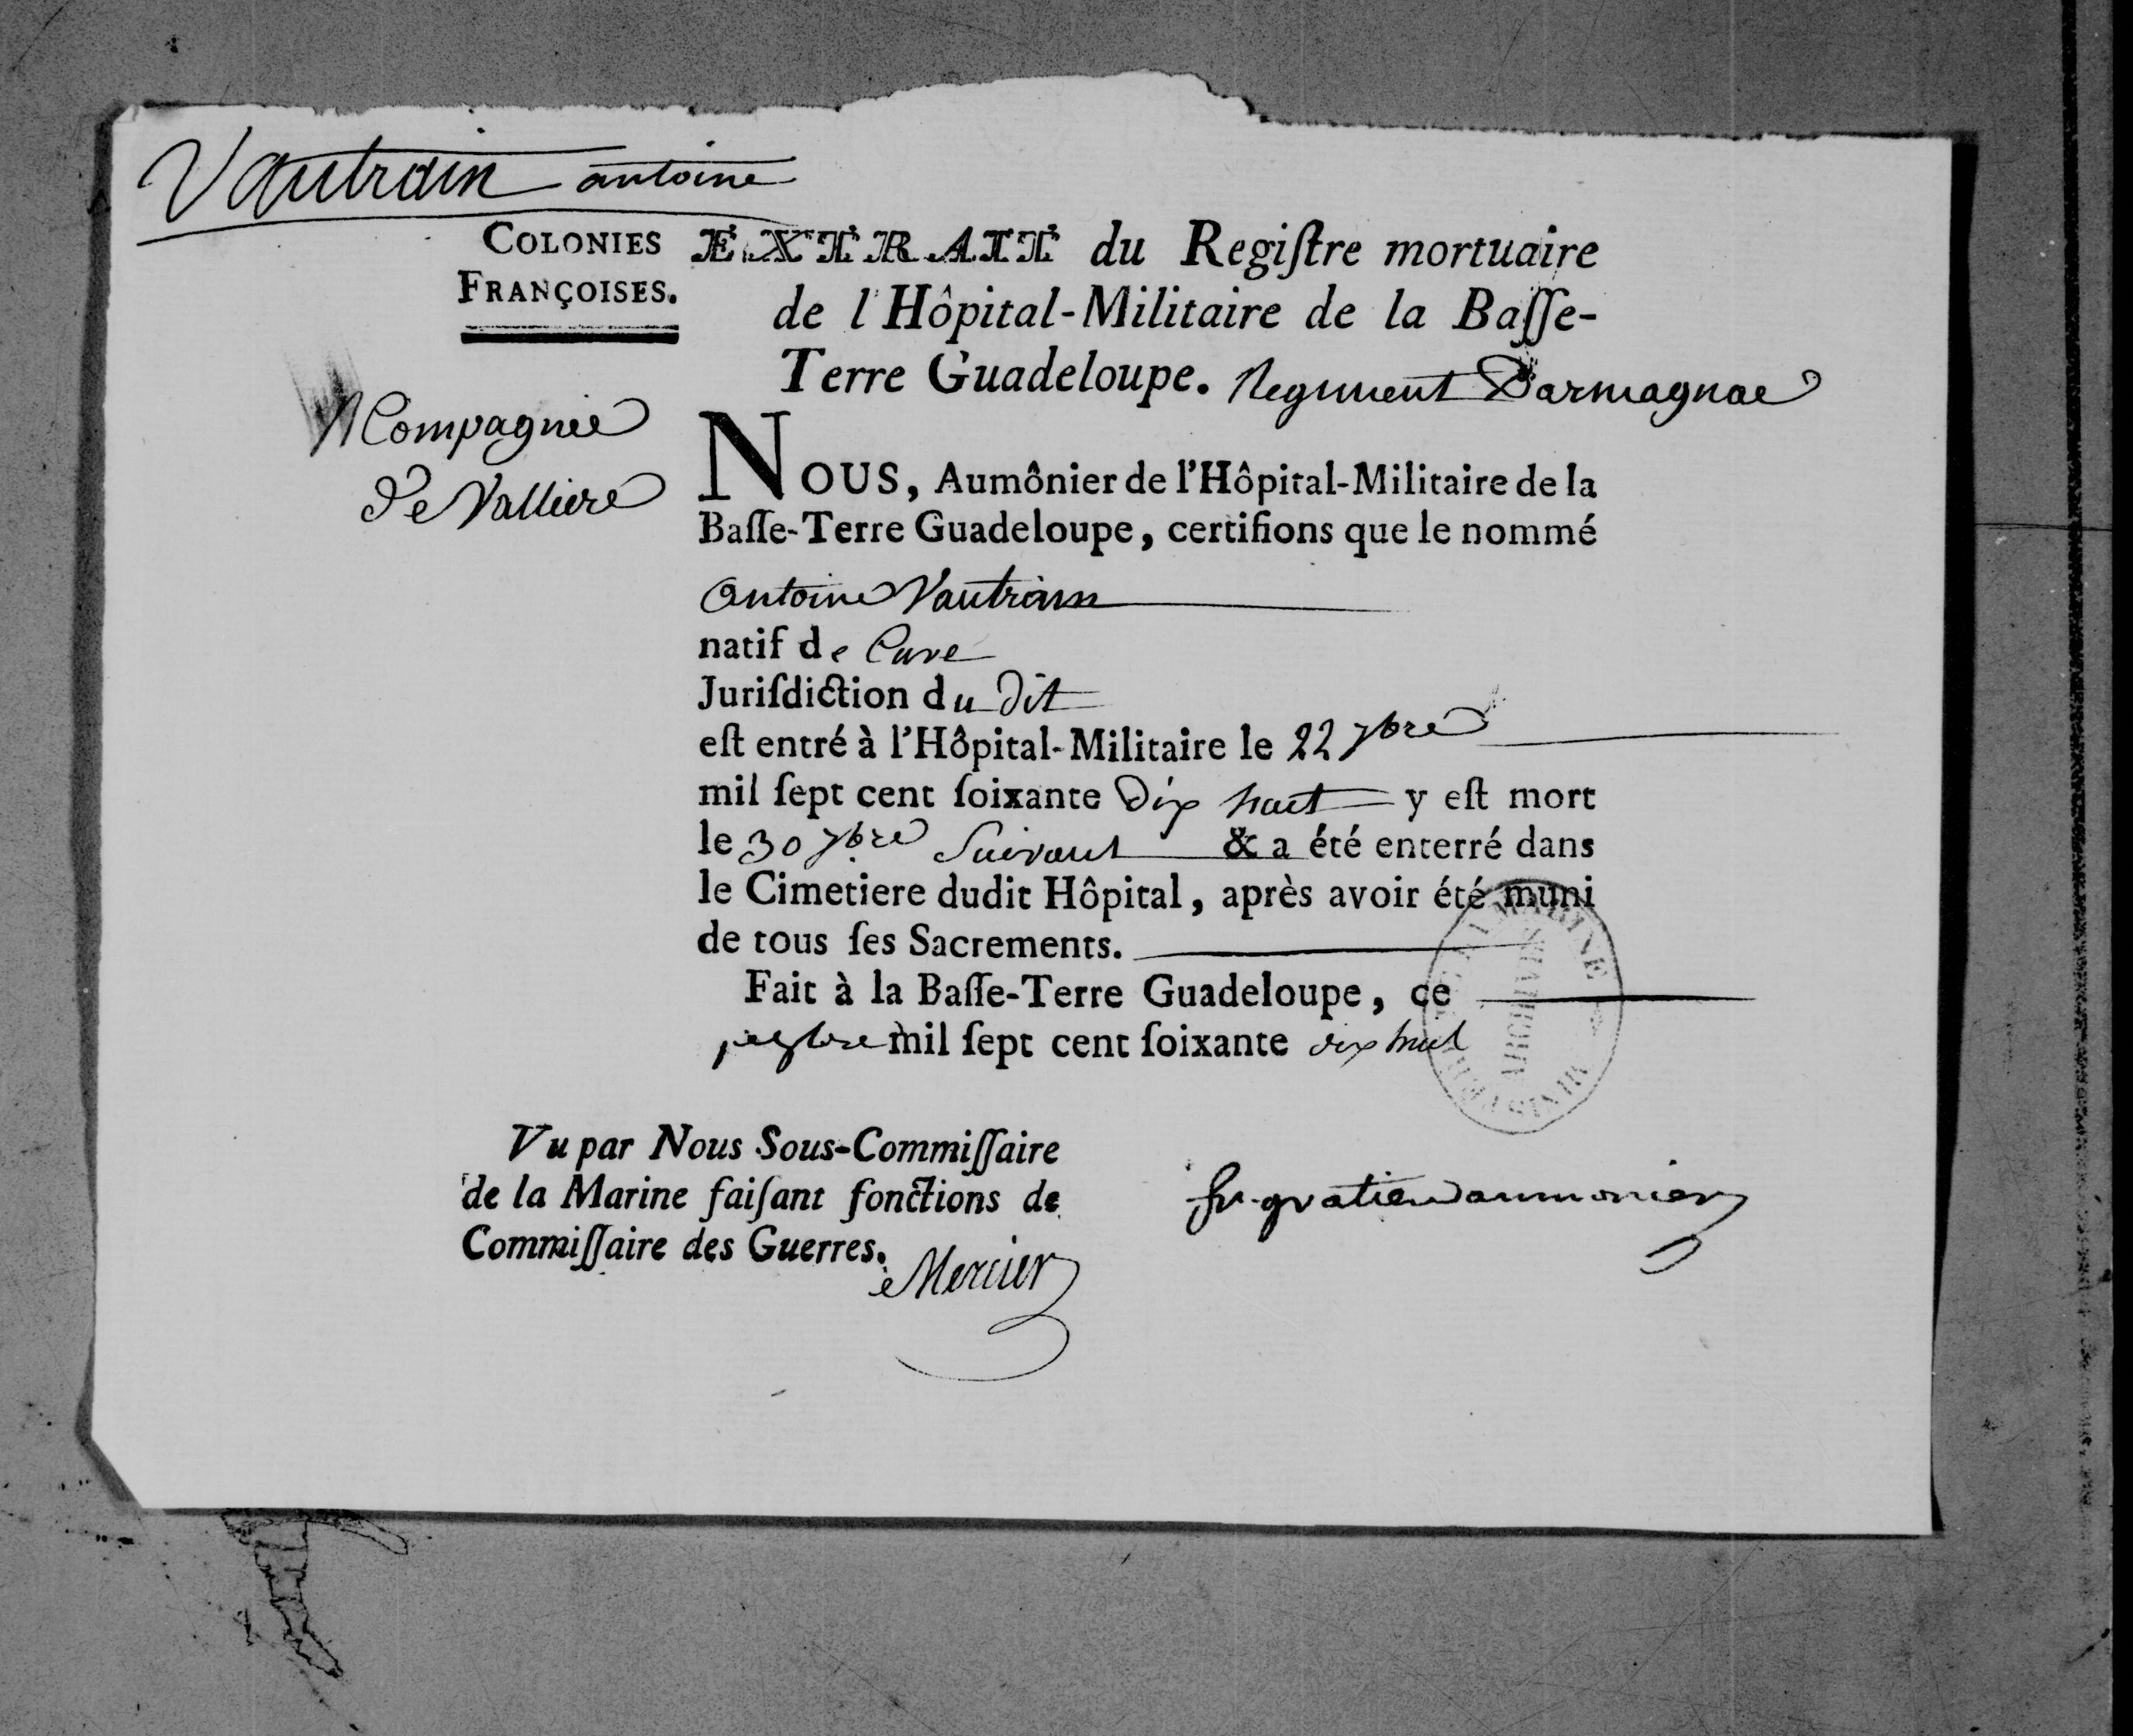 Vautrain antoine
COLONIES
FRANÇOISES.
EXTRAIT du Regiſtre mortuaire
de l'Hôpital-Militaire de la Baſſe-
Terre Guadeloupe. Regiment Darmagnac
Compagnie
De Valliere
NOUS, Aumônier de l'Hôpital-Militaire de la
Baſſe-Terre Guadeloupe, certifions que le nommé
Antoine Vautrain
natif de Cuve
Juriſdiction du dit
eſt entré à l'Hôpital-Militaire le 22 7bre
mil ſept cent ſoixante Dix huit y eſt mort
le 30 7bre Suivant & a été enterré dans
le Cimetiere dudit Hôpital, après avoir été muni
de tous ſes Sacrements.
Fait à la Baſſe-Terre Guadeloupe, ce
mil ſept cent ſoixante dix huit
MARINE
ARCHIVES
Vu par Nous Sous-Commiſſaire
de la Marine faiſant fonctions de
Commiſſaire des Guerres.
Mercier
fr. gratien aumonier